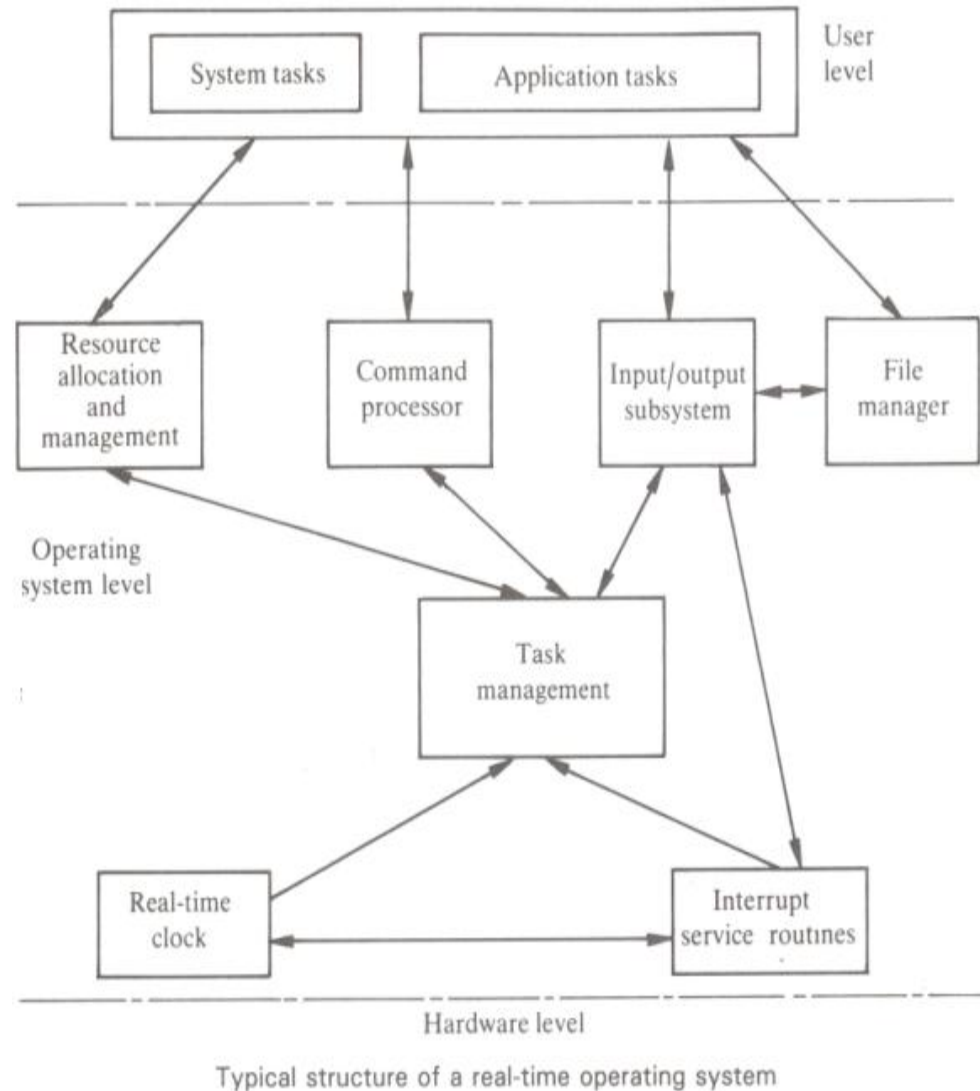 System tasks
Application tasks
User
level
Resource
allocation
and
management
Command
processor
Input/output
subsystem
File
manager
Operating
system level
Task
management
Real-time
clock
Interrupt
service routines
Hardware level
Typical structure of a real-time operating system